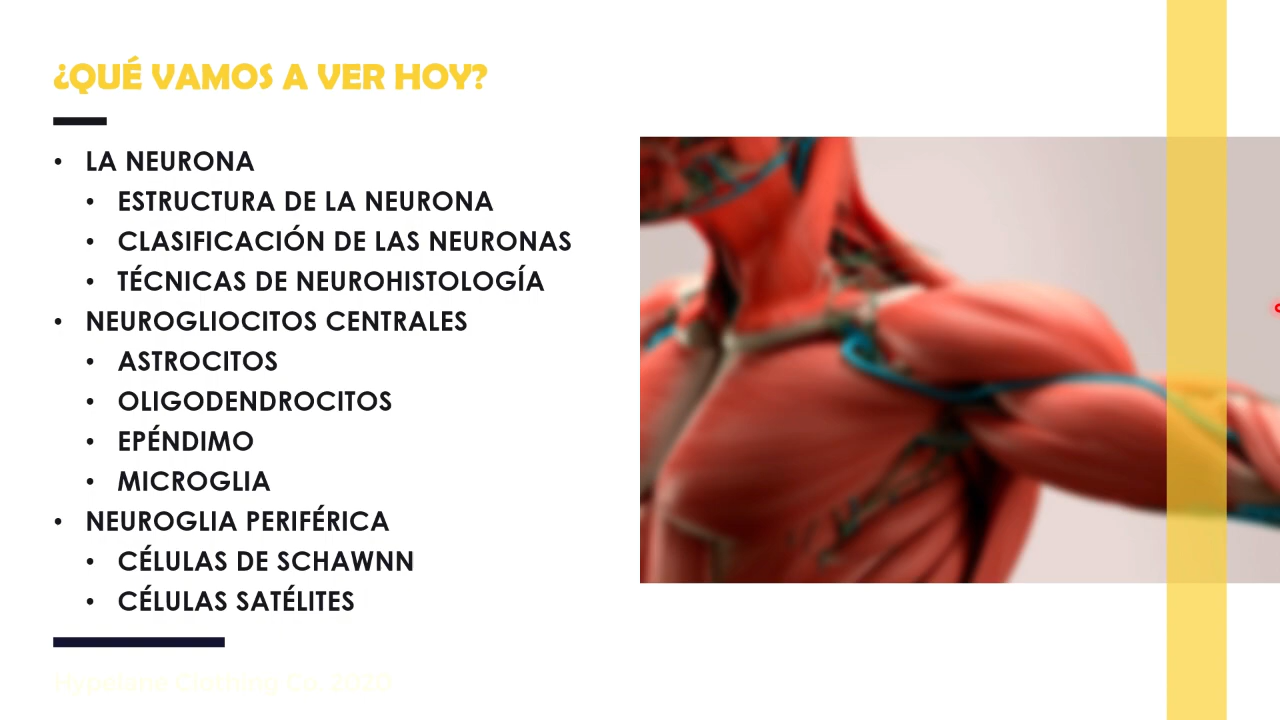 ¿QUÉ VAMOS A VER HOY?
• LA NEURONA
• ESTRUCTURA DE LA NEURONA
• CLASIFICACIÓN DE LAS NEURONAS
• TÉCNICAS DE NEUROHISTOLOGÍA
• NEUROGLIOCITOS CENTRALES
• ASTROCITOS
• OLIGODENDROCITOS
• EPÉNDIMO
• MICROGLIA
• NEUROGLIA PERIFÉRICA
• CÉLULAS DE SCHAWNN
• CÉLULAS SATÉLITES
Hypelane Clothing Co. 2020